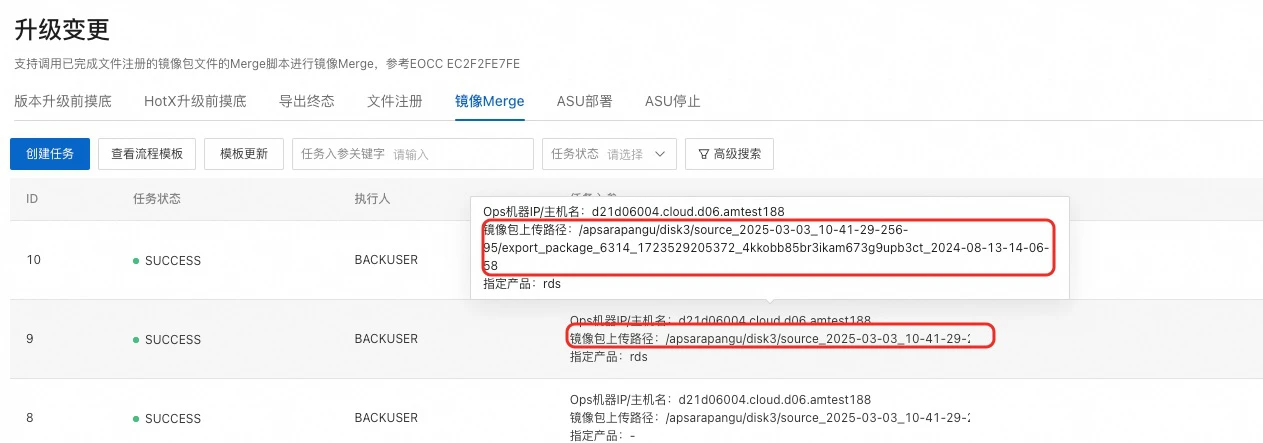 升级变更
支持调用已完成文件注册的镜像包文件的Merge脚本进行镜像Merge，参考EOCC EC2F2FE7FE
版本升级前摸底 HotX升级前摸底 导出终态 文件注册 镜像Merge ASU部署 ASU停止
创建任务 查看流程模板 模板更新 任务入参关键字 请输入 任务状态 请选择 高级搜索
ID 任务状态 执行人 任务入参
Ops机器IP/主机名：d21d06004.cloud.d06.amtest188
镜像包上传路径：/apsarapangu/disk3/source_2025-03-03_10-41-29-256-
95/export_package_6314_1723529205372_4kkobb85br3ikam673g9upb3ct_2024-08-13-14-06-
58
指定产品：rds
10 SUCCESS BACKUSER
Ops机器IP/主机名：d21d06004.cloud.d06.amtest188
9 SUCCESS BACKUSER 镜像包上传路径：/apsarapangu/disk3/source_2025-03-03_10-41-29-2
指定产品：rds
Ops机器IP/主机名：d21d06004.cloud.d06.amtest188
8 SUCCESS BACKUSER 镜像包上传路径：/apsarapangu/disk3/source_2025-03-03_10-41-29-2
指定产品：-